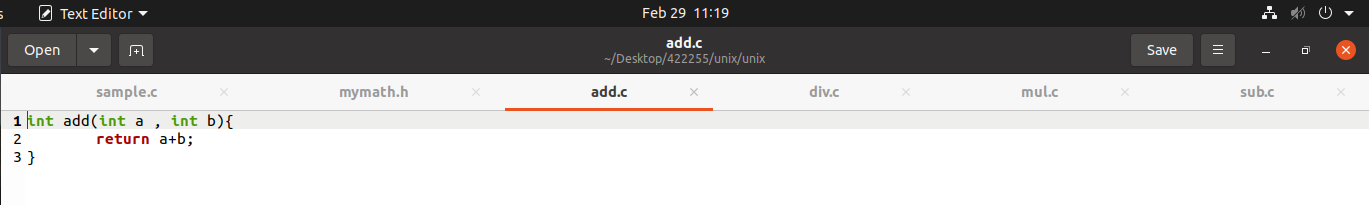 s Text Editor Feb 29 11:19
Open add.c Save
~/Desktop/422255/unix/unix
sample.c × mymath.h × add.c × div.c × mul.c × sub.c ×
1 int add(int a , int b){
2         return a+b;
3 }